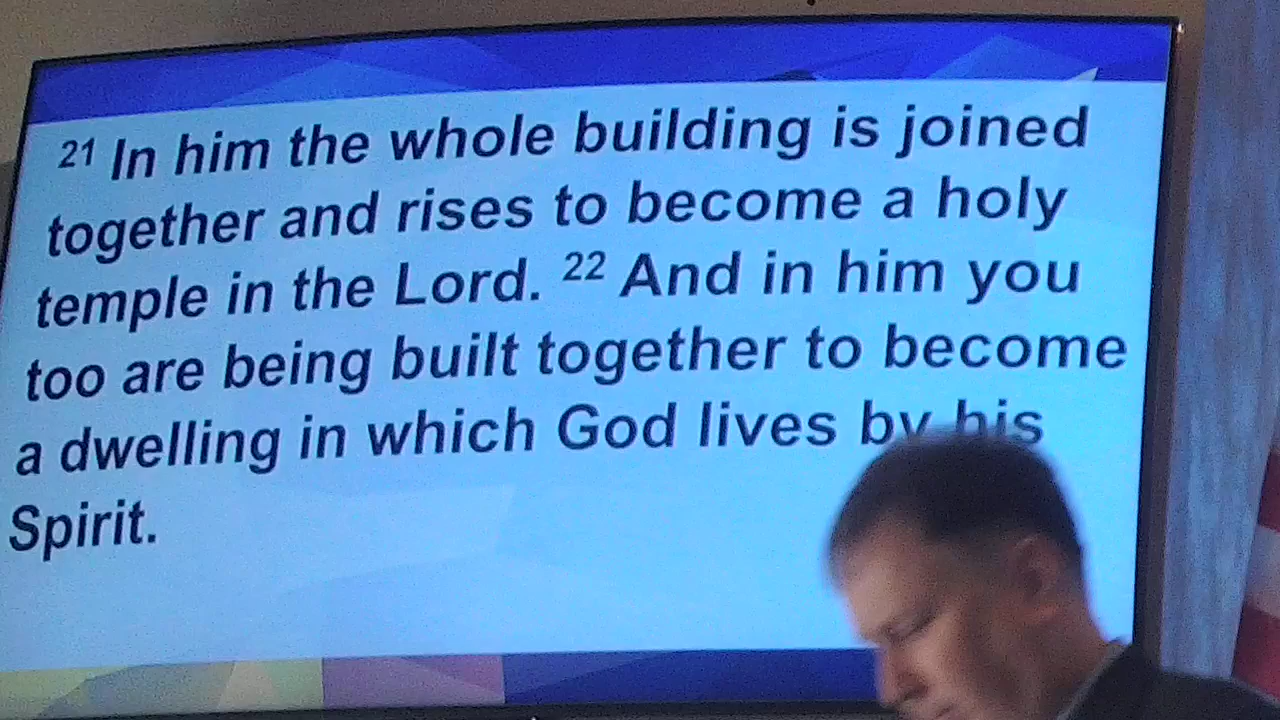 21 In him the whole building is joined
together and rises to become a holy
temple in the Lord. 22 And in him you
too are being built together to become
a dwelling in which God lives by his
Spirit.